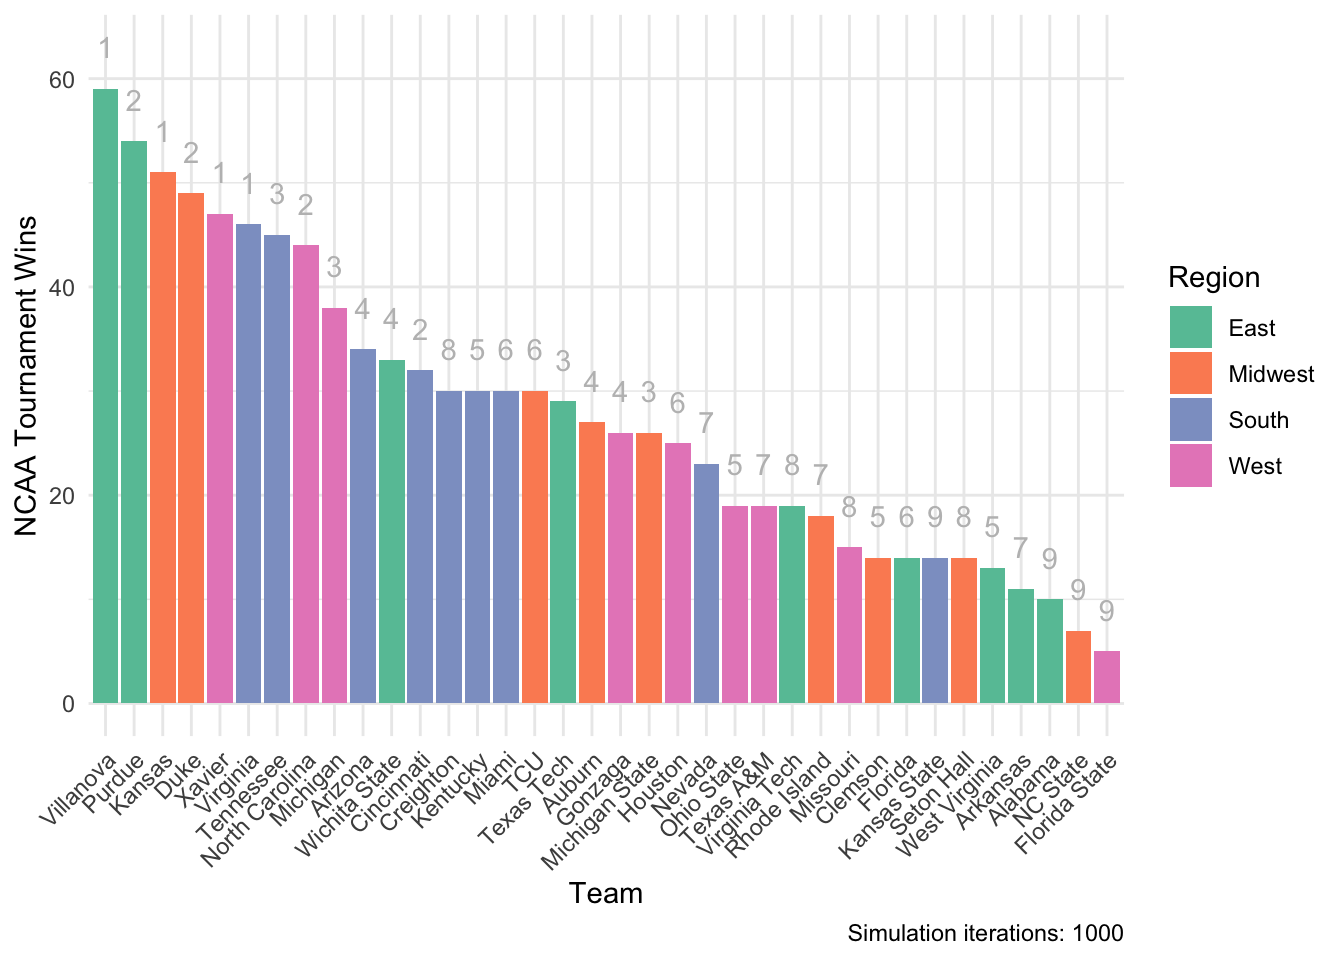 NCAA Tournament Wins
60
40
20
0
1
2
1
2
1
1
3
2
3
4
4
2
8
5
6
6
3
4
4
3
6
7
5
7
8
7
8
5
6
9
8
5
7
9
9
9
Villanova
Purdue
Kansas
Duke
Xavier
Virginia
Tennessee
North Carolina
Michigan
Arizona
Wichita State
Cincinnati
Creighton
Kentucky
Miami
TCU
Texas Tech
Auburn
Gonzaga
Michigan State
Houston
Nevada
Ohio State
Texas A&M
Virginia Tech
Rhode Island
Missouri
Clemson
Florida
Kansas State
Seton Hall
West Virginia
Arkansas
Alabama
NC State
Florida State
Team
Region
East
Midwest
South
West
Simulation iterations: 1000